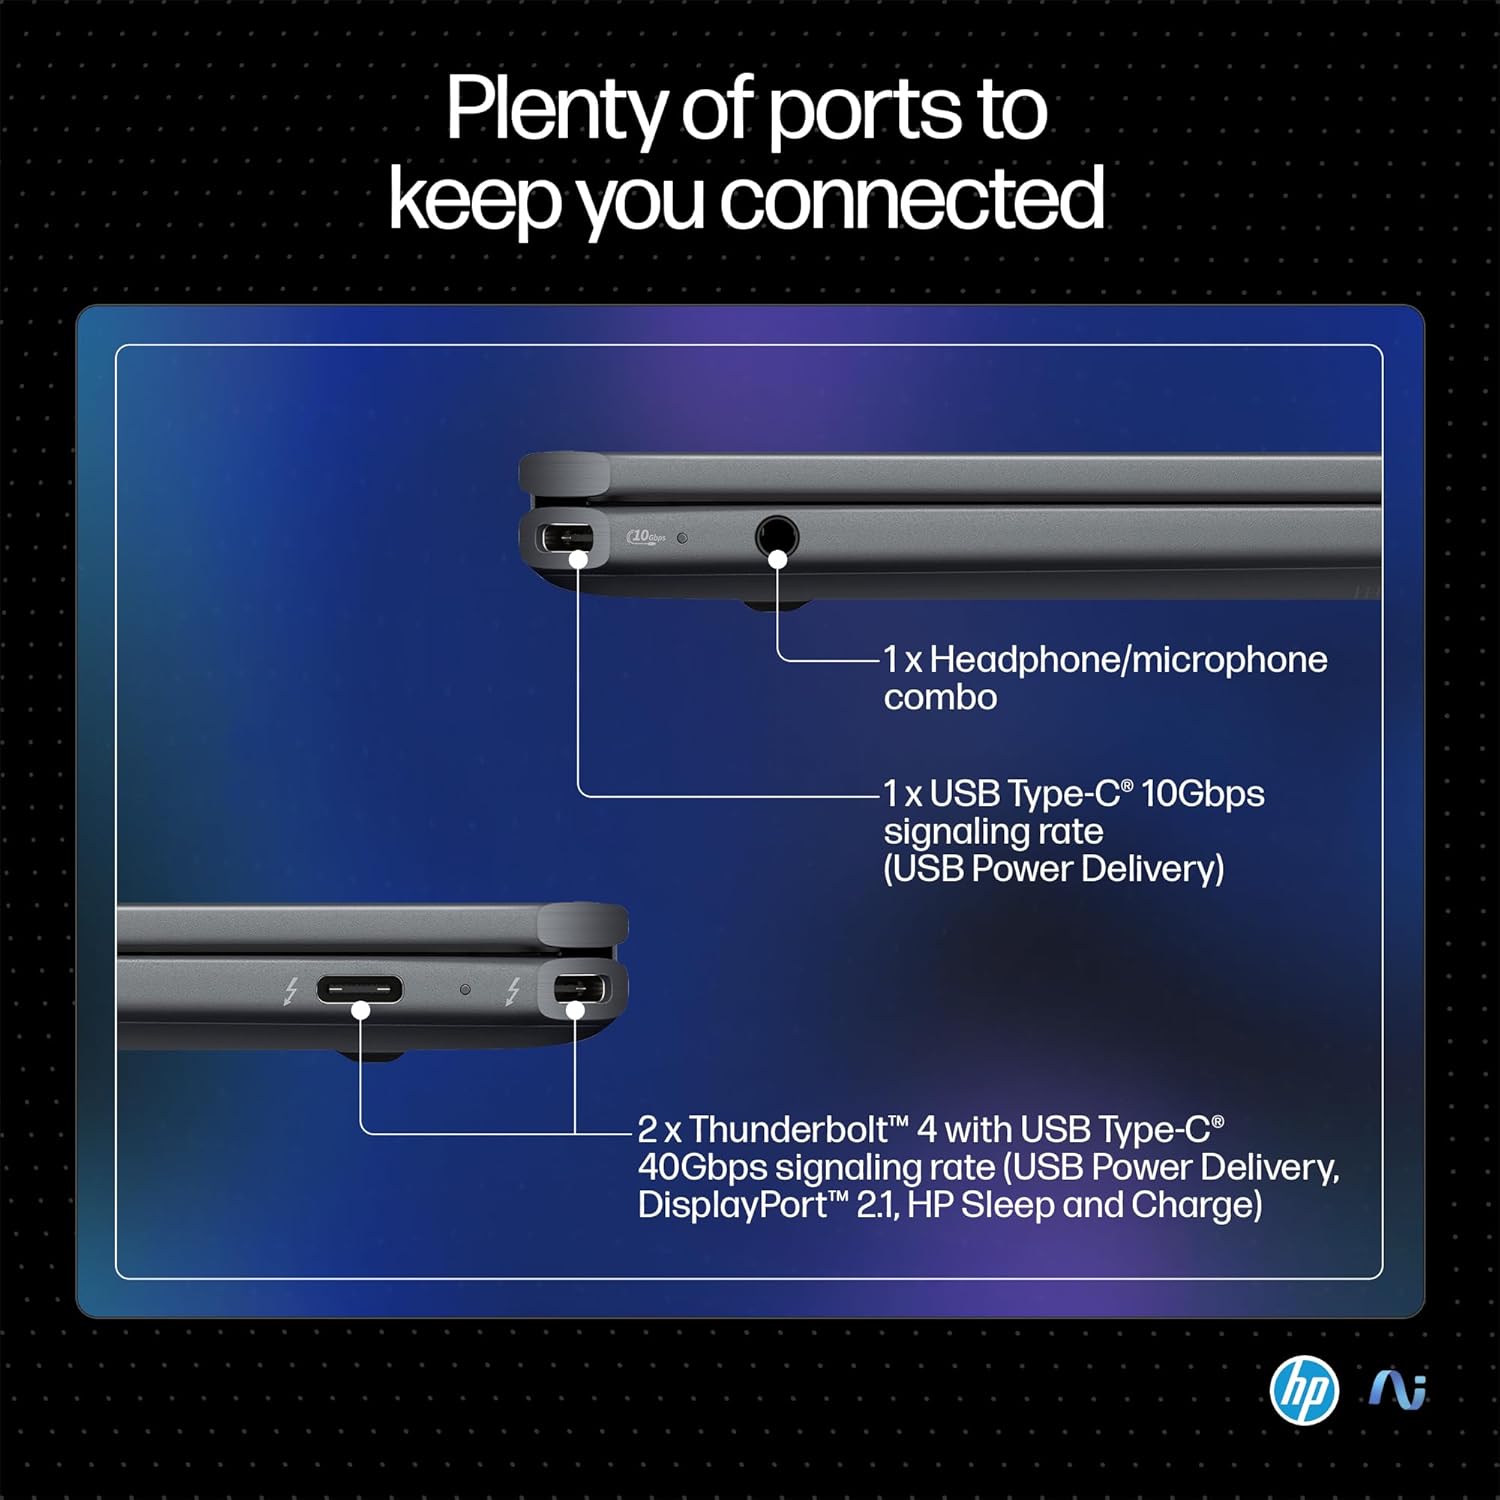 Plenty of ports to
keep you connected
10Gbps
1 x Headphone/microphone
combo
1 x USB Type-C® 10Gbps
signaling rate
(USB Power Delivery)
2 x Thunderbolt™ 4 with USB Type-C®
40Gbps signaling rate (USB Power Delivery,
DisplayPort™ 2.1, HP Sleep and Charge)
hp